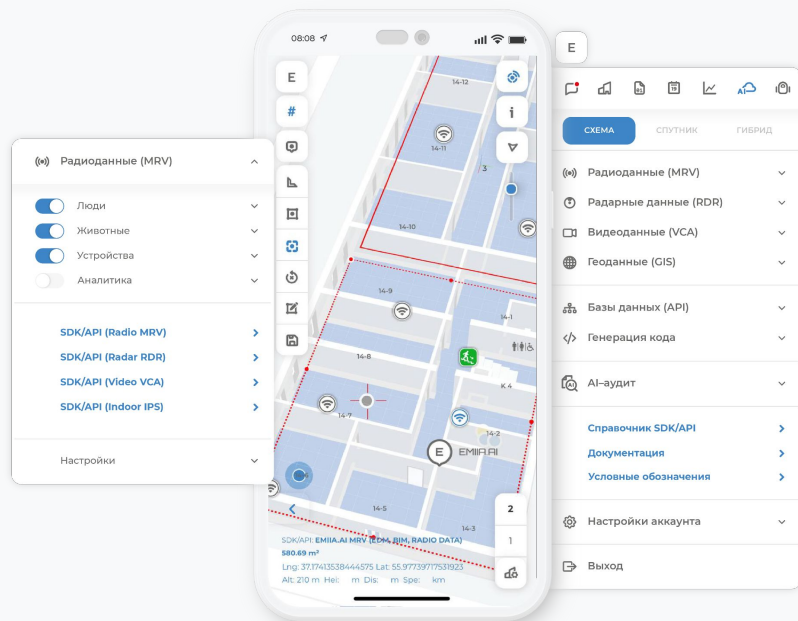 Радиоданные (MRV)
Люди
Животные
Устройства
Аналитика
SDK/API (Radio MRV)
SDK/API (Radar RDR)
SDK/API (Video VCA)
SDK/API (Indoor IPS)
Настройки
08:08
E
#
i
14-12
14-11
3
14-10
14-9
14-1
14-8
К 4
14-7
14-2
E
EMIIA.AI
14-5
14-3
2
1
SDK/API: EMIIA.AI MRV (EDM, BIM, RADIO DATA)
580.69 m²
Lng: 37.17413538444575 Lat: 55.97739717531923
Alt: 210 m Hei: m Dis: m Spe: km
E
01
19
AI
СХЕМА
СПУТНИК
ГИБРИД
Радиоданные (MRV)
Радарные данные (RDR)
Видеоданные (VCA)
Геоданные (GIS)
Базы данных (API)
Генерация кода
AI
AI–аудит
Справочник SDK/API
Документация
Условные обозначения
Настройки аккаунта
Выход